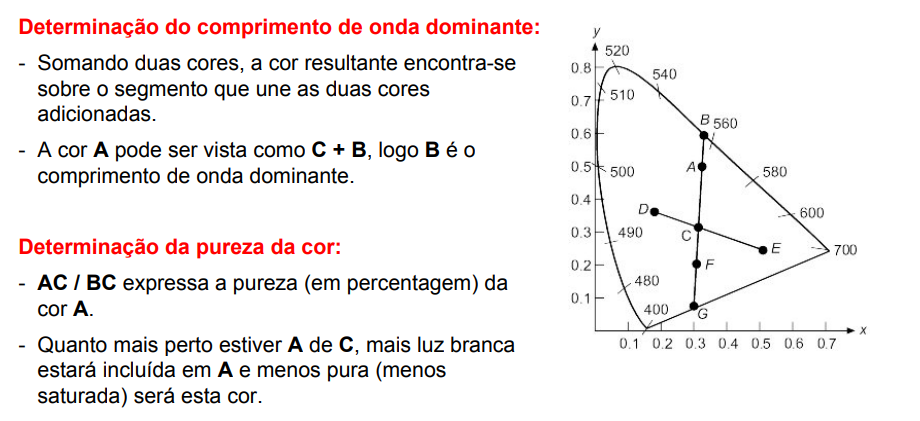 Determinação do comprimento de onda dominante:
- Somando duas cores, a cor resultante encontra-se
sobre o segmento que une as duas cores
adicionadas.
- A cor A pode ser vista como C + B, logo B é o
comprimento de onda dominante.
Determinação da pureza da cor:
- AC / BC expressa a pureza (em percentagem) da
cor A.
- Quanto mais perto estiver A de C, mais luz branca
estará incluída em A e menos pura (menos
saturada) será esta cor.
y
520
0.8
540
0.7
510
B 560
0.6
A
0.5
500
580
0.4
D
600
0.3
490
C
E
700
0.2
F
480
0.1
400
G
x
0.1 0.2 0.3 0.4 0.5 0.6 0.7